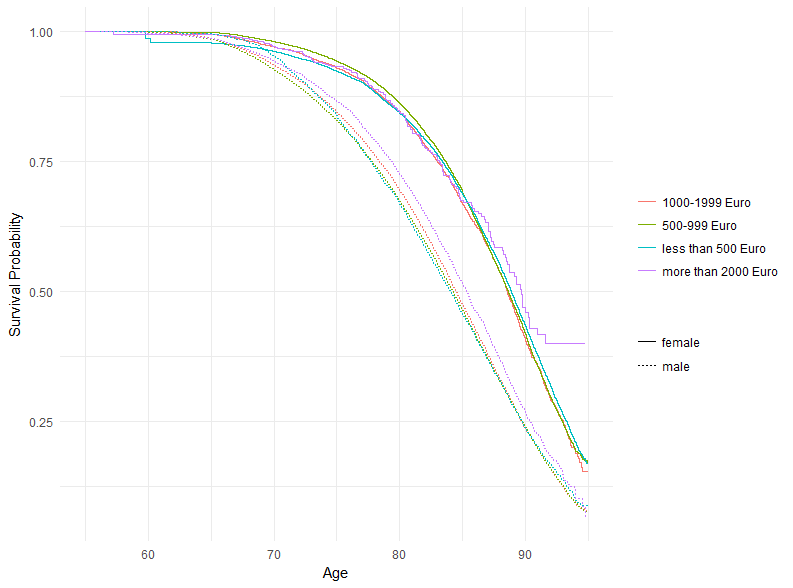 1.00
0.75
0.50
0.25
Survival Probability
60 70 80 90
Age
1000-1999 Euro
500-999 Euro
less than 500 Euro
more than 2000 Euro
female
male